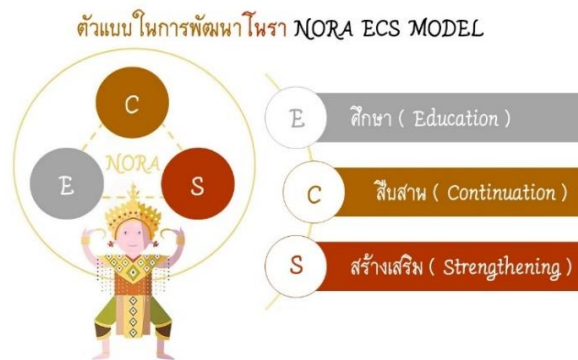 ตัวแบบในการพัฒนาโนรา NORA ECS MODEL
C
NORA
E
S
E ศึกษา ( Education )
C สืบสาน ( Continuation )
S สร้างเสริม ( Strengthening )